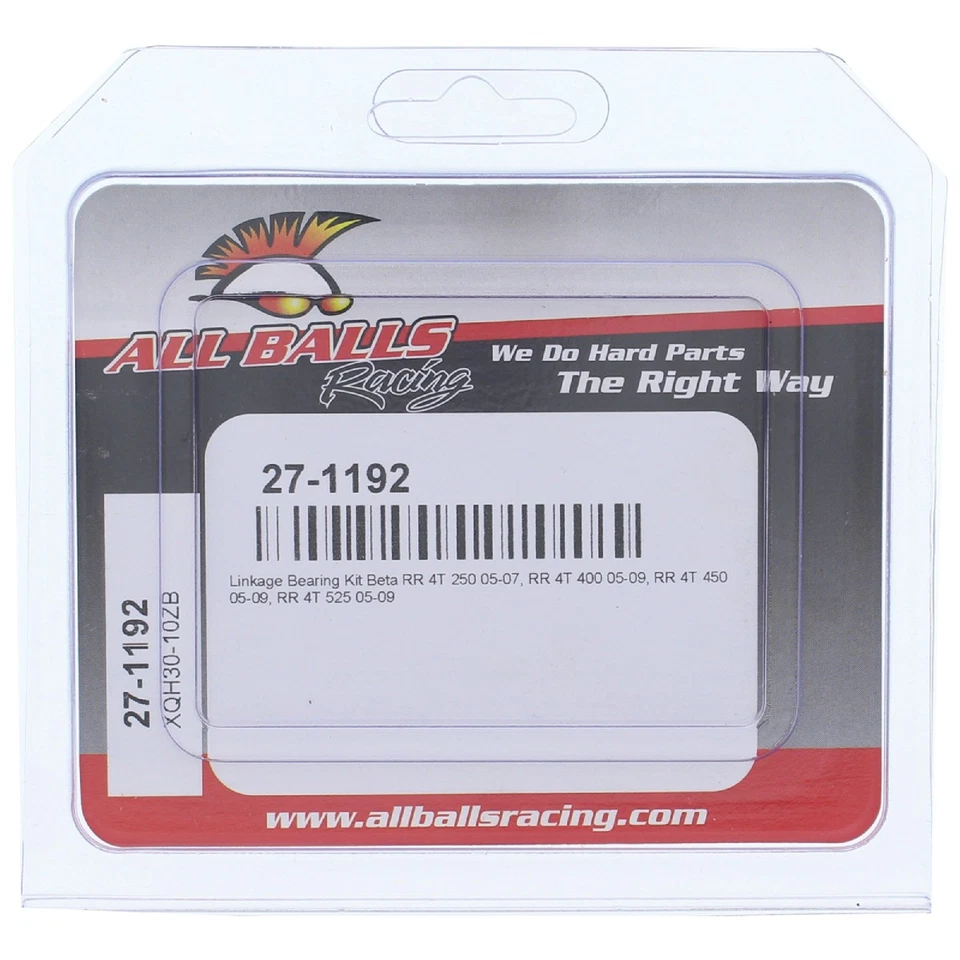 ALL BALLS
Racing
We Do Hard Parts
The Right Way
27-1192
Linkage Bearing Kit Beta RR 4T 250 05-07, RR 4T 400 05-09, RR 4T 450
05-09, RR 4T 525 05-09
27-1192
XQH30-10ZB
www.allballsracing.com